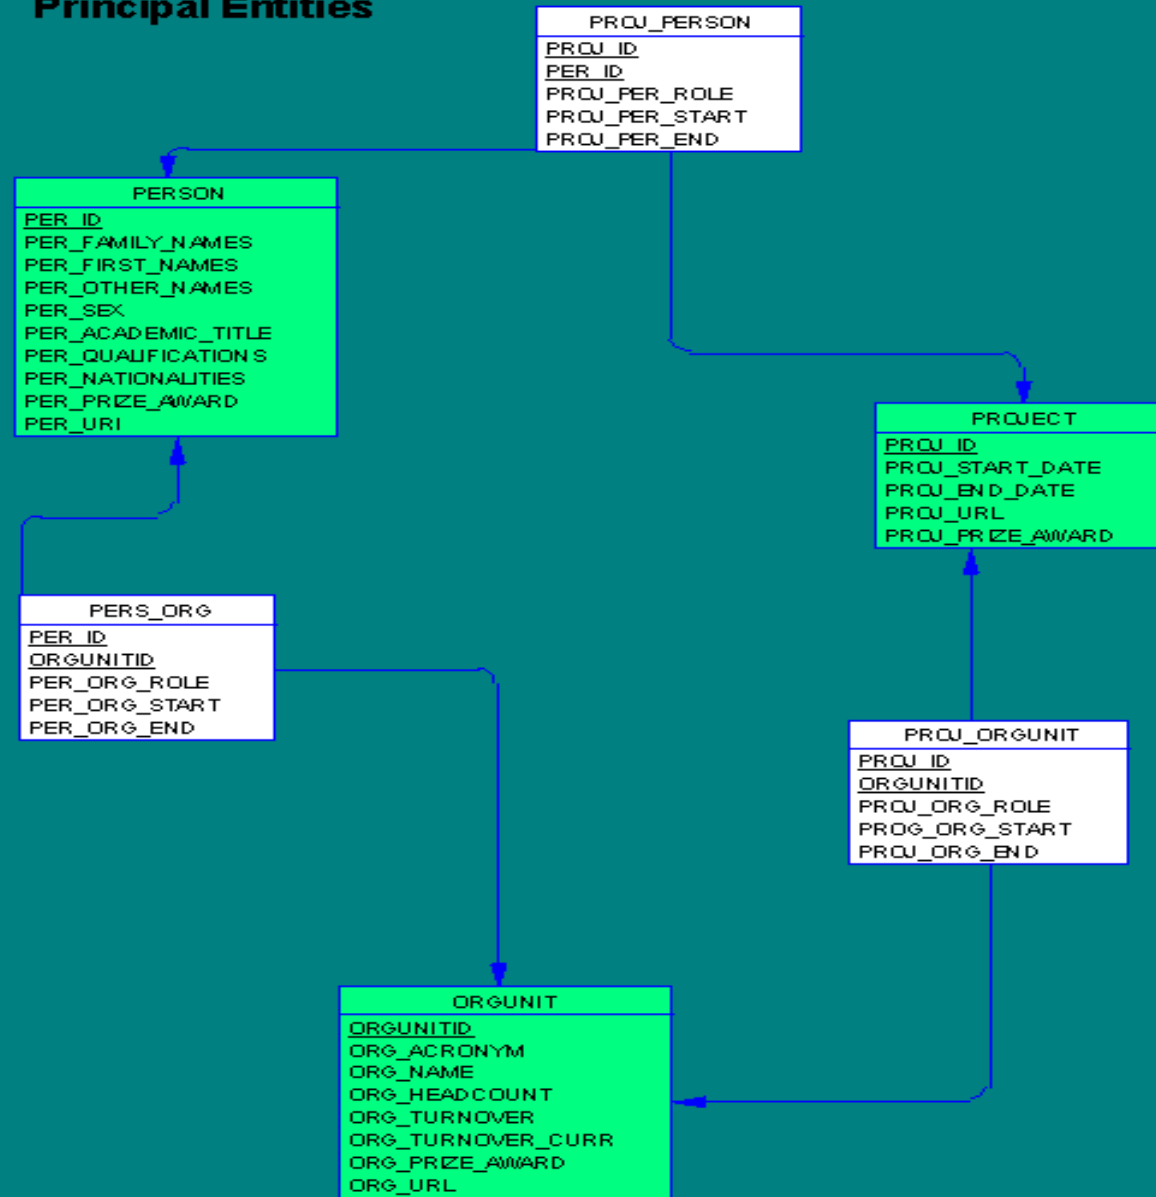 Principal Entities
PROJ_PERSON
PROJ_ID
PER_ID
PROJ_PER_ROLE
PROJ_PER_START
PROJ_PER_END
PERSON
PER_ID
PER_FAMILY_NAMES
PER_FIRST_NAMES
PER_OTHER_NAMES
PER_SEX
PER_ACADEMIC_TITLE
PER_QUALIFICATIONS
PER_NATIONALITIES
PER_PRIZE_AWARD
PER_URI
PROJECT
PROJ_ID
PROJ_START_DATE
PROJ_END_DATE
PROJ_URL
PROJ_PRIZE_AWARD
PERS_ORG
PER_ID
ORGUNITID
PER_ORG_ROLE
PER_ORG_START
PER_ORG_END
PROJ_ORGUNIT
PROJ_ID
ORGUNITID
PROJ_ORG_ROLE
PROG_ORG_START
PROJ_ORG_END
ORGUNIT
ORGUNITID
ORG_ACRONYM
ORG_NAME
ORG_HEADCOUNT
ORG_TURNOVER
ORG_TURNOVER_CURR
ORG_PRIZE_AWARD
ORG_URL